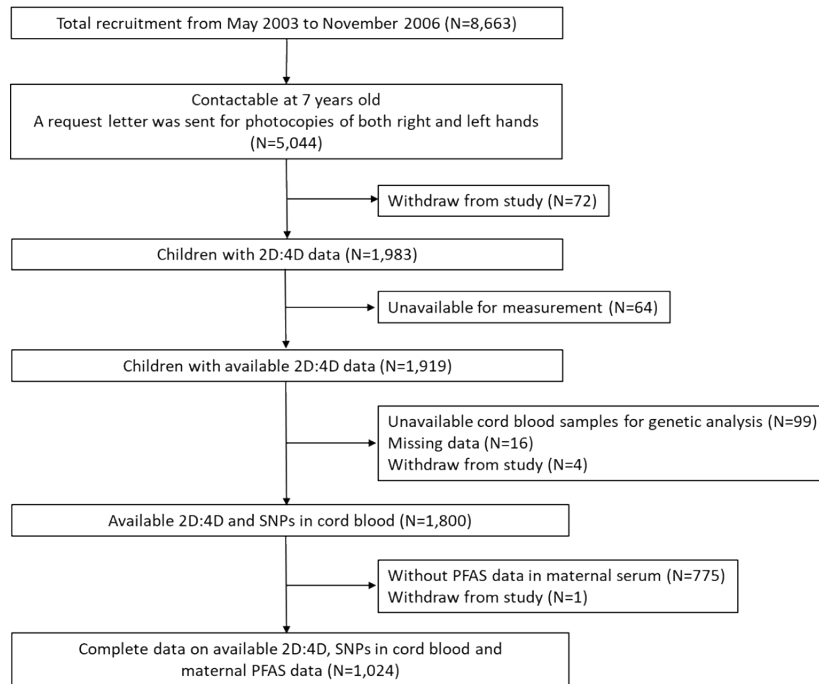 Total recruitment from May 2003 to November 2006 (N=8,663)
Contactable at 7 years old
A request letter was sent for photocopies of both right and left hands
(N=5,044)
Withdraw from study (N=72)
Children with 2D:4D data (N=1,983)
Unavailable for measurement (N=64)
Children with available 2D:4D data (N=1,919)
Unavailable cord blood samples for genetic analysis (N=99)
Missing data (N=16)
Withdraw from study (N=4)
Available 2D:4D and SNPs in cord blood (N=1,800)
Without PFAS data in maternal serum (N=775)
Withdraw from study (N=1)
Complete data on available 2D:4D, SNPs in cord blood and
maternal PFAS data (N=1,024)